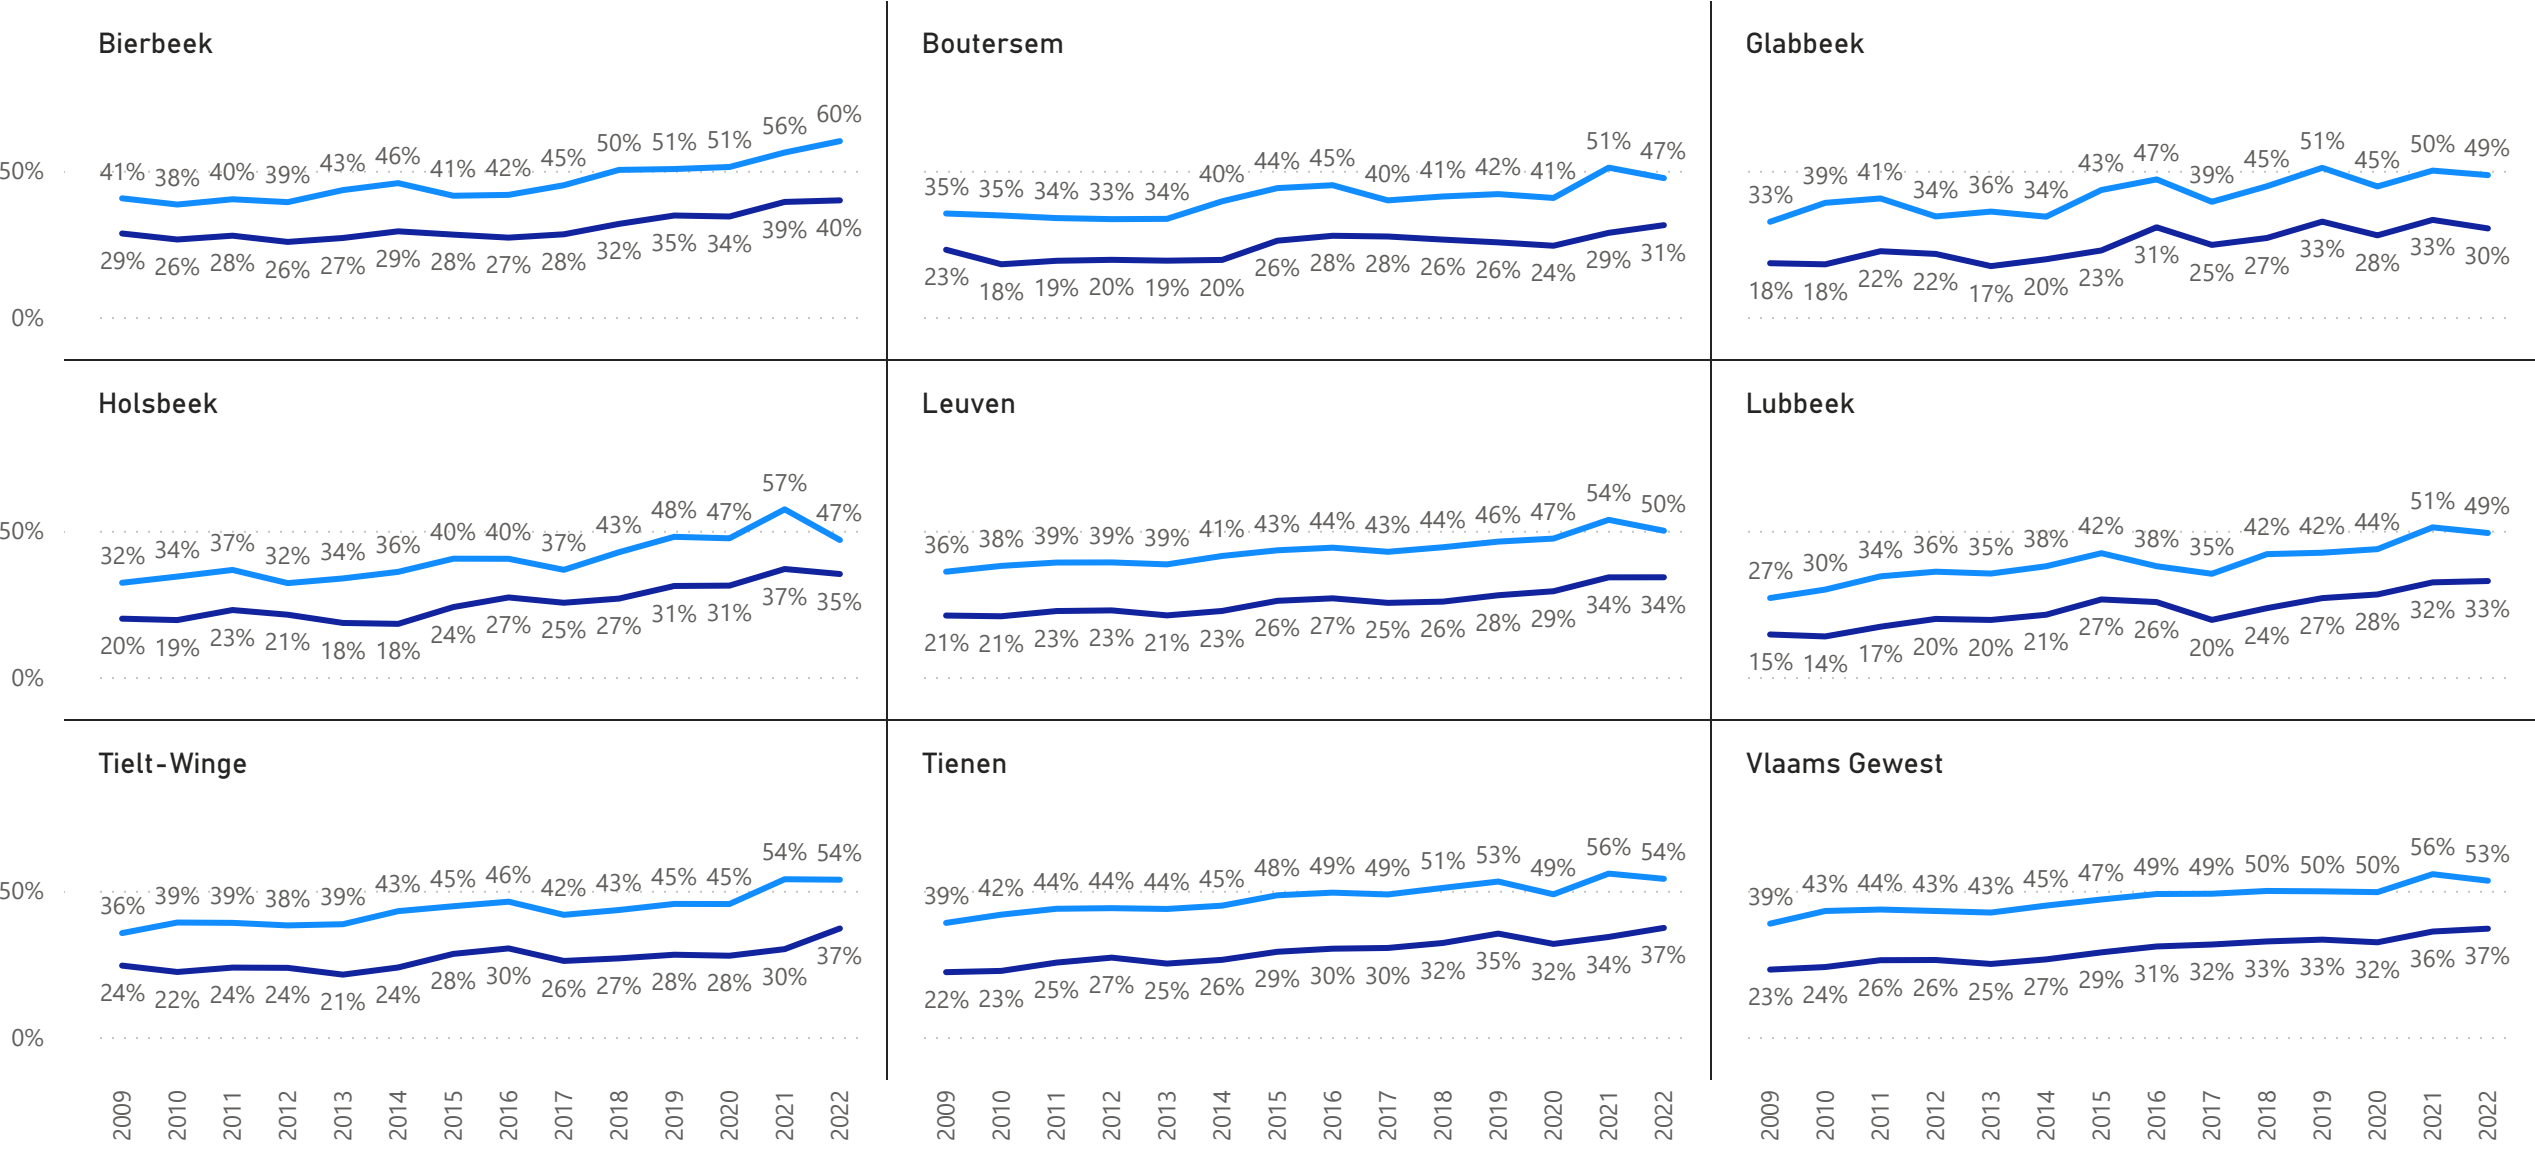 Bierbeek
50%
0%
41% 38% 40% 39% 43% 46% 41% 42% 45% 50% 51% 51% 56% 60%
29% 26% 28% 26% 27% 29% 28% 27% 28% 32% 35% 34% 39% 40%
Boutersem
35% 35% 34% 33% 34% 40% 44% 45% 40% 41% 42% 41% 51% 47%
23% 18% 19% 20% 19% 20% 26% 28% 28% 26% 26% 24% 29% 31%
Glabbeek
33% 39% 41% 34% 36% 34% 43% 47% 39% 45% 51% 45% 50% 49%
18% 18% 22% 22% 17% 20% 23% 31% 25% 27% 33% 28% 33% 30%
Holsbeek
50%
0%
32% 34% 37% 32% 34% 36% 40% 40% 37% 43% 48% 47% 57% 47%
20% 19% 23% 21% 18% 18% 24% 27% 25% 27% 31% 31% 37% 35%
Leuven
36% 38% 39% 39% 39% 41% 43% 44% 43% 44% 46% 47% 54% 50%
21% 21% 23% 23% 21% 23% 26% 27% 25% 26% 28% 29% 34% 34%
Lubbeek
27% 30% 34% 36% 35% 38% 42% 38% 35% 42% 42% 44% 51% 49%
15% 14% 17% 20% 20% 21% 27% 26% 20% 24% 27% 28% 32% 33%
Tielt-Winge
50%
0%
36% 39% 39% 38% 39% 43% 45% 46% 42% 43% 45% 45% 54% 54%
24% 22% 24% 24% 21% 24% 28% 30% 26% 27% 28% 28% 30% 37%
Tienen
39% 42% 44% 44% 44% 45% 48% 49% 49% 51% 53% 49% 56% 54%
22% 23% 25% 27% 25% 26% 29% 30% 30% 32% 35% 32% 34% 37%
Vlaams Gewest
39% 43% 44% 43% 43% 45% 47% 49% 49% 50% 50% 50% 56% 53%
23% 24% 26% 26% 25% 27% 29% 31% 32% 33% 33% 32% 36% 37%
2009 2010 2011 2012 2013 2014 2015 2016 2017 2018 2019 2020 2021 2022
2009 2010 2011 2012 2013 2014 2015 2016 2017 2018 2019 2020 2021 2022
2009 2010 2011 2012 2013 2014 2015 2016 2017 2018 2019 2020 2021 2022